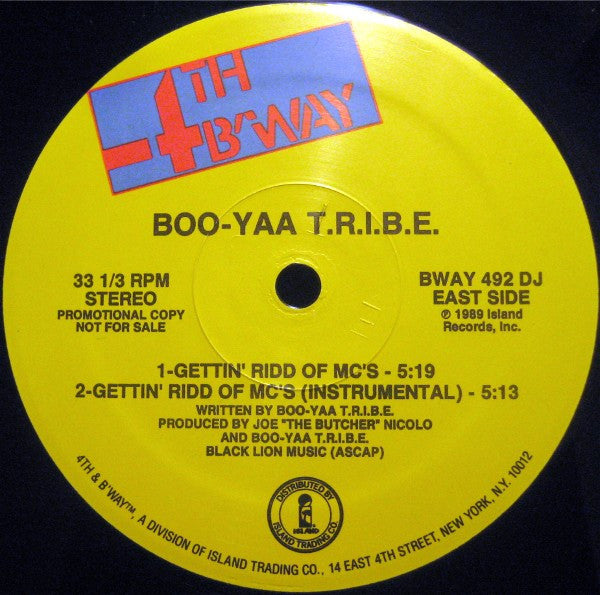 4TH
B'WAY
BOO-YAA T.R.I.B.E.
33 1/3 RPM
STEREO
PROMOTIONAL COPY
NOT FOR SALE
BWAY 492 DJ
EAST SIDE
℗ 1989 Island
Records, Inc.
1-GETTIN' RIDD OF MC'S - 5:19
2-GETTIN' RIDD OF MC'S (INSTRUMENTAL) - 5:13
WRITTEN BY BOO-YAA T.R.I.B.E.
PRODUCED BY JOE "THE BUTCHER" NICOLO
AND BOO-YAA T.R.I.B.E.
BLACK LION MUSIC (ASCAP)
DISTRIBUTED BY
ISLAND
ISLAND TRADING CO.
4TH & B'WAY™, A DIVISION OF ISLAND TRADING CO., 14 EAST 4TH STREET, NEW YORK, N.Y. 10012